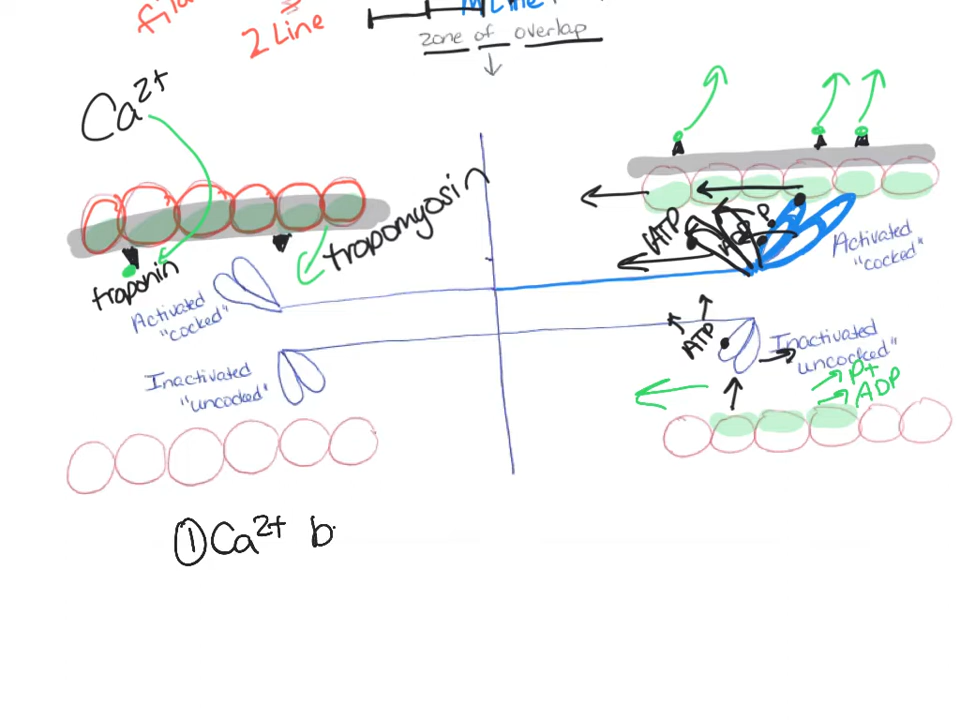 2 Line
M Line
zone of overlap
Ca2+
tropomyosin
troponin
Activated
"cocked"
Inactivated
"uncocked"
ATP
ADP
P
Activated
"cocked"
ATP
Inactivated
"uncocked"
P+
ADP
① Ca2+ b